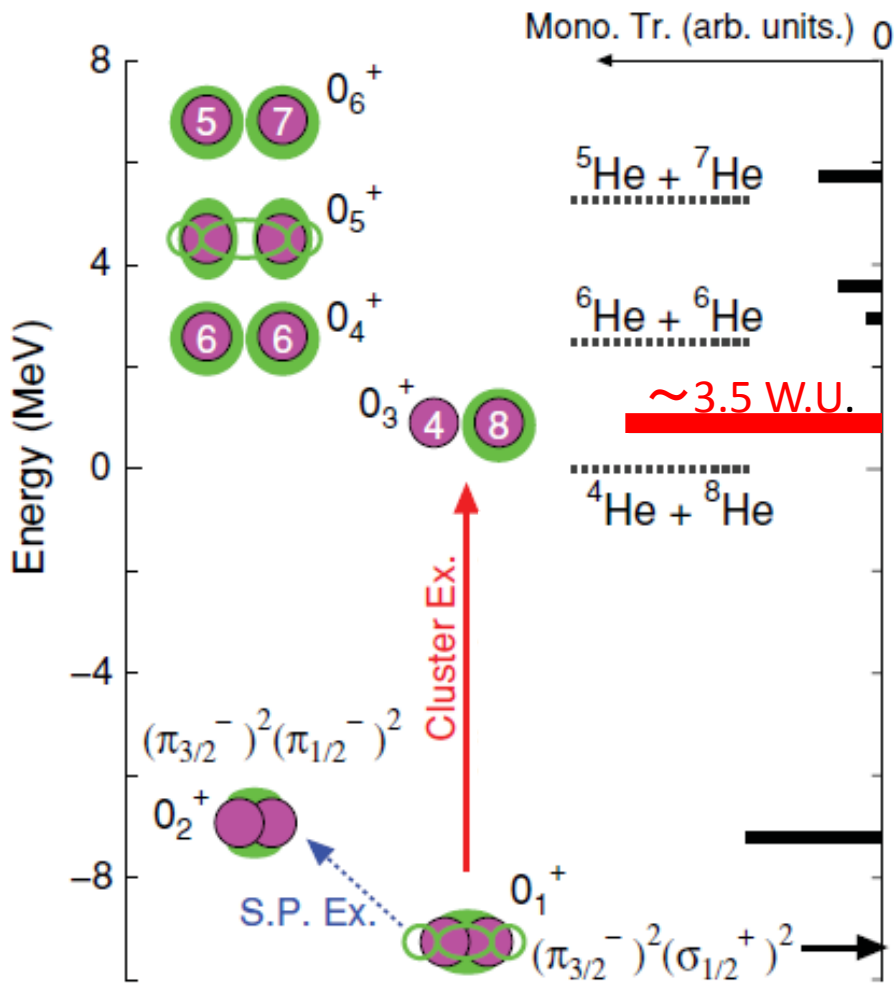 Mono. Tr. (arb. units.) 0
8
0₆⁺
5 7
⁵He + ⁷He
0₅⁺
4
⁶He + ⁶He
0₄⁺
6 6
～3.5 W.U.
0₃⁺
4 8
0
⁴He + ⁸He
Energy (MeV)
Cluster Ex.
−4
(π₃/₂⁻)²(π₁/₂⁻)²
0₂⁺
−8
0₁⁺
S.P. Ex.
(π₃/₂⁻)²(σ₁/₂⁺)²